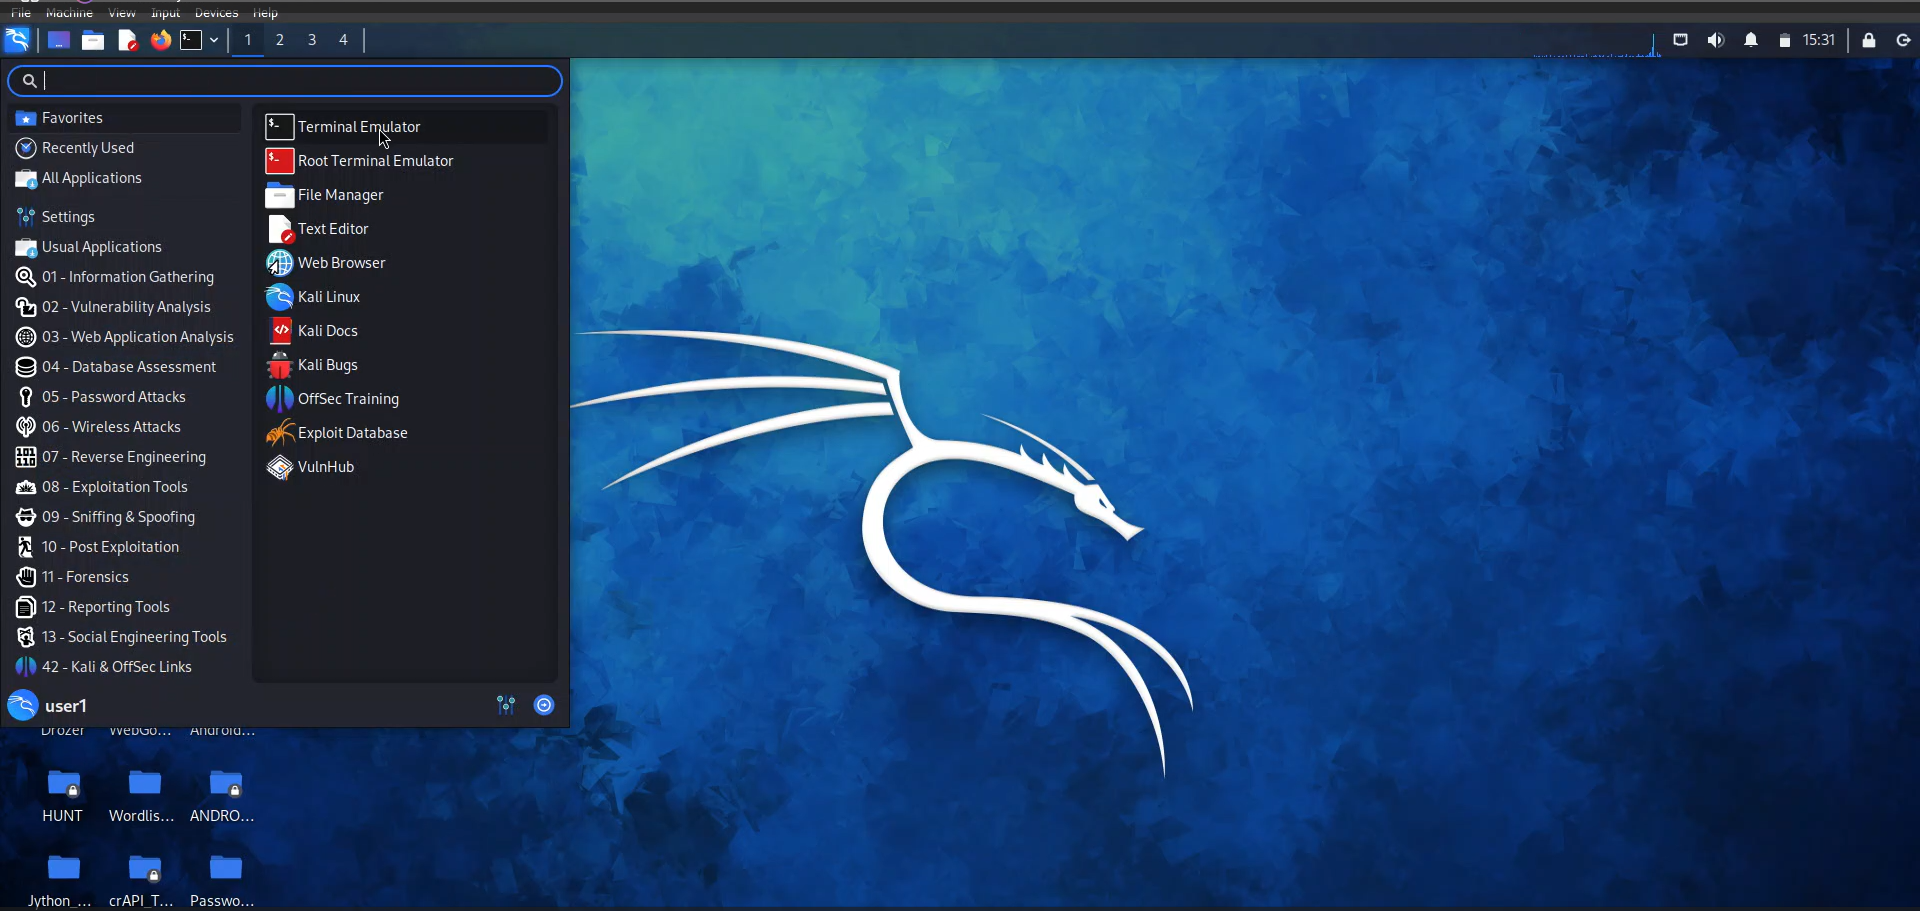 File Machine View Input Devices Help
1 2 3 4 15:31
Favorites
Recently Used
All Applications
Settings
Usual Applications
01 - Information Gathering
02 - Vulnerability Analysis
03 - Web Application Analysis
04 - Database Assessment
05 - Password Attacks
06 - Wireless Attacks
07 - Reverse Engineering
08 - Exploitation Tools
09 - Sniffing & Spoofing
10 - Post Exploitation
11 - Forensics
12 - Reporting Tools
13 - Social Engineering Tools
42 - Kali & OffSec Links
Terminal Emulator
Root Terminal Emulator
File Manager
Text Editor
Web Browser
Kali Linux
Kali Docs
Kali Bugs
OffSec Training
Exploit Database
VulnHub
user1
Drozer WebGo... Android...
HUNT Wordlis... ANDRO...
Jython_... crAPI_T... Passwo...